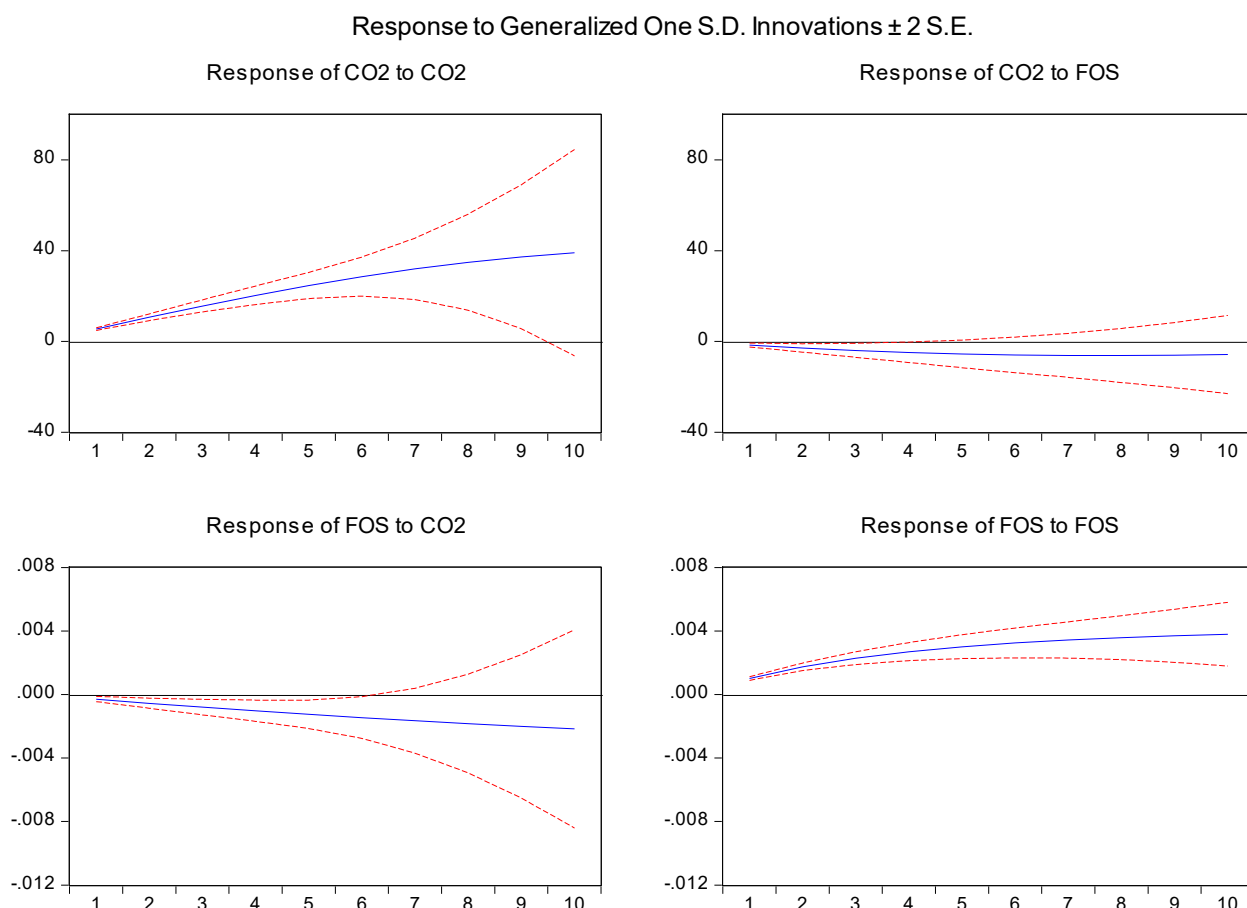 Response to Generalized One S.D. Innovations ± 2 S.E.
Response of CO2 to CO2
80
40
0
-40
1 2 3 4 5 6 7 8 9 10
Response of CO2 to FOS
80
40
0
-40
1 2 3 4 5 6 7 8 9 10
Response of FOS to CO2
.008
.004
.000
-.004
-.008
-.012
1 2 3 4 5 6 7 8 9 10
Response of FOS to FOS
.008
.004
.000
-.004
-.008
-.012
1 2 3 4 5 6 7 8 9 10